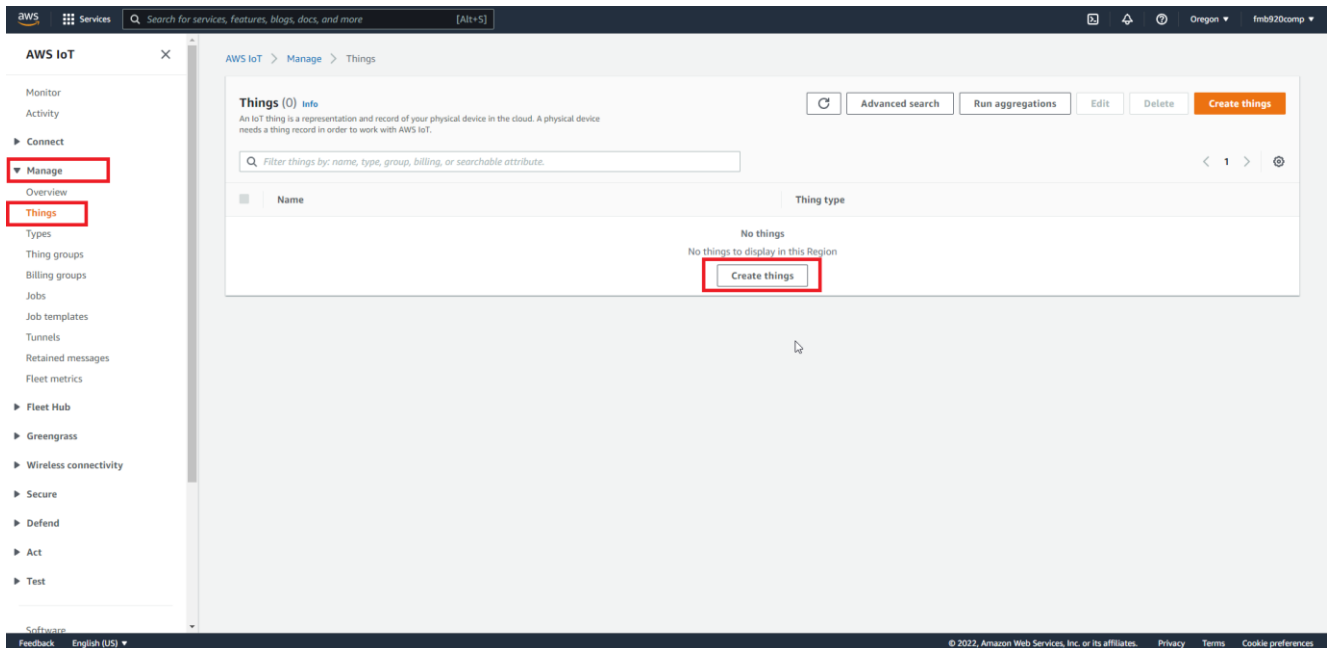 aws
Services
Search for services, features, blogs, docs, and more
[Alt+S]
Oregon ▼
fmb920comp ▼
AWS IoT
Monitor
Activity
Connect
Manage
Overview
Things
Types
Thing groups
Billing groups
Jobs
Job templates
Tunnels
Retained messages
Fleet metrics
Fleet Hub
Greengrass
Wireless connectivity
Secure
Defend
Act
Test
Software
AWS IoT > Manage > Things
Things (0) Info
An IoT thing is a representation and record of your physical device in the cloud. A physical device
needs a thing record in order to work with AWS IoT.
Advanced search
Run aggregations
Edit
Delete
Create things
Filter things by: name, type, group, billing, or searchable attribute.
< 1 >
Name
Thing type
No things
No things to display in this Region
Create things
Feedback
English (US) ▼
© 2022, Amazon Web Services, Inc. or its affiliates.
Privacy
Terms
Cookie preferences